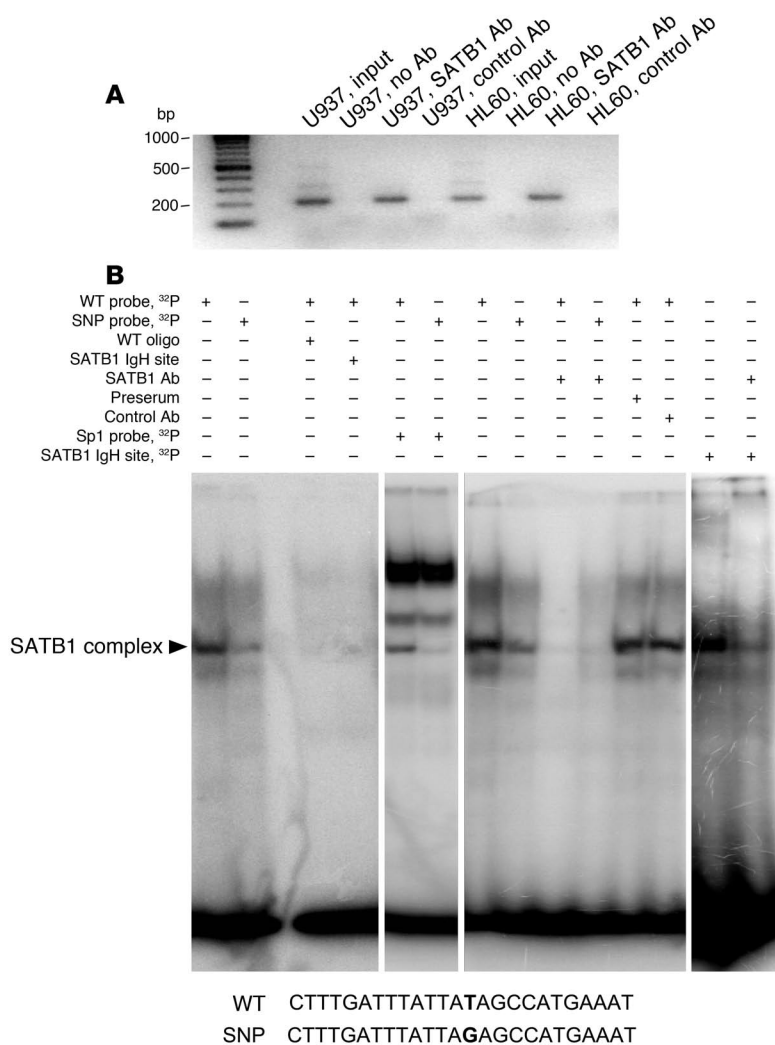 A
U937, input
U937, no Ab
U937, SATB1 Ab
U937, control Ab
HL60, input
HL60, no Ab
HL60, SATB1 Ab
HL60, control Ab
bp
1000
500
200
B
WT probe, ³²P + – + + + – + – + – + + – –
SNP probe, ³²P – + – – – + – + – + – – – –
WT oligo – – + – – – – – – – – – – –
SATB1 IgH site – – – + – – – – – – – – – –
SATB1 Ab – – – – – – – – + + – – – +
Preserum – – – – – – – – – – + – – –
Control Ab – – – – – – – – – – – + – –
Sp1 probe, ³²P – – – – + + – – – – – – – –
SATB1 IgH site, ³²P – – – – – – – – – – – – + +
SATB1 complex
WT CTTTGATTTATTATAGCCATGAAAT
SNP CTTTGATTTATTAGAGCCATGAAAT